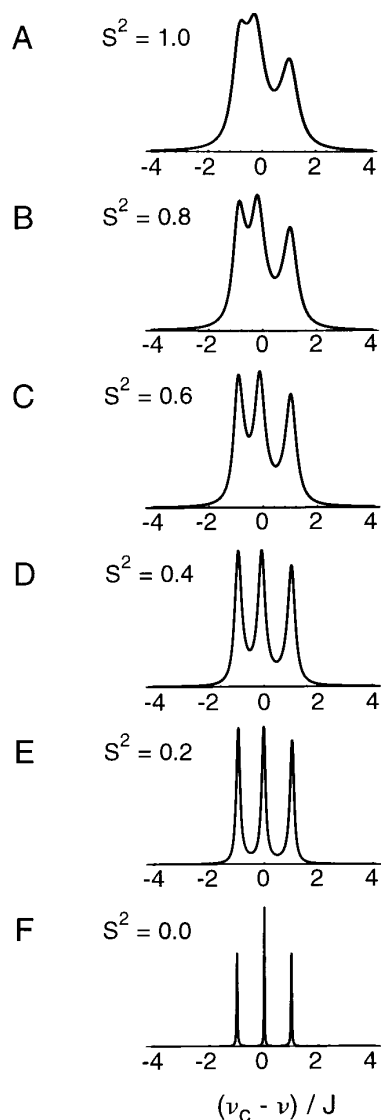 A S² = 1.0
-4 -2 0 2 4
B S² = 0.8
-4 -2 0 2 4
C S² = 0.6
-4 -2 0 2 4
D S² = 0.4
-4 -2 0 2 4
E S² = 0.2
-4 -2 0 2 4
F S² = 0.0
-4 -2 0 2 4
(νc - ν) / J